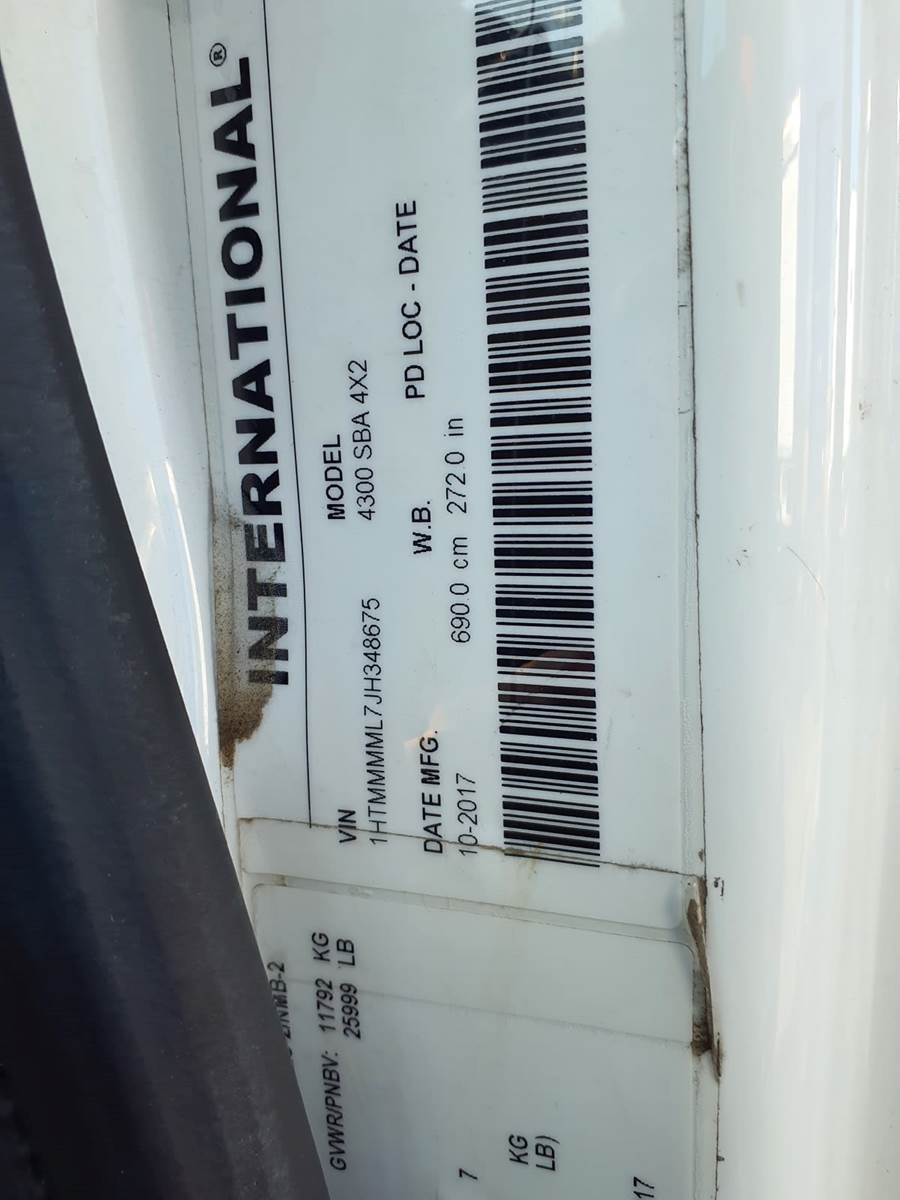 INTERNATIONAL®
VIN MODEL
1HTMMMML7JH348675 4300 SBA 4X2
DATE MFG. W.B. PD LOC - DATE
10-2017 690.0 cm 272.0 in
GVWR/PNBV: 11792 KG
25999 LB
7
KG
LB)
17